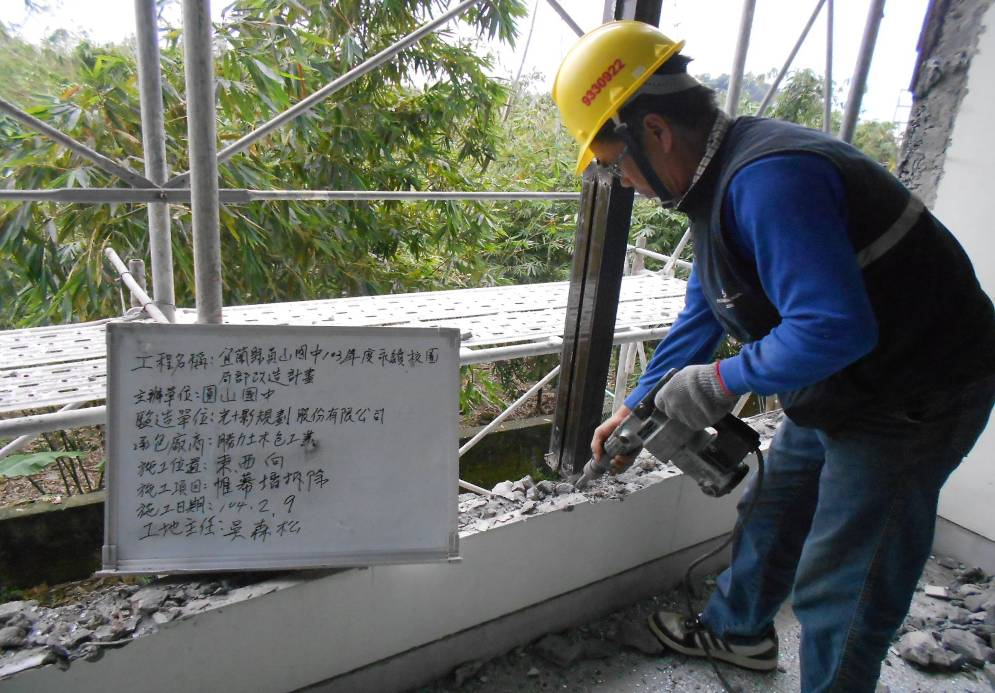 9330922
工程名稱：宜蘭縣員山國中103年度永續校園
局部改造計畫
主辦單位：圓山國中
監造單位：光十影規劃股份有限公司
承包廠商：勝力土木包工業
施工位置：東西向
施工項目：帷幕墻拆除
施工日期：104.2.9
工地主任：吳森松